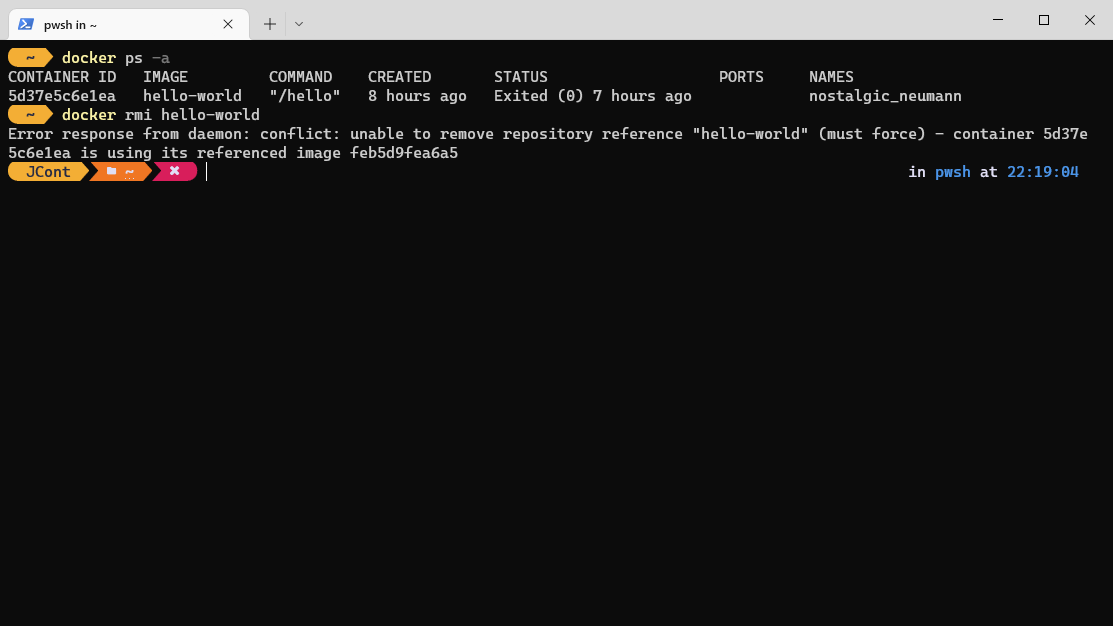 pwsh in ~
~ docker ps -a
CONTAINER ID IMAGE COMMAND CREATED STATUS PORTS NAMES
5d37e5c6e1ea hello-world "/hello" 8 hours ago Exited (0) 7 hours ago nostalgic_neumann
~ docker rmi hello-world
Error response from daemon: conflict: unable to remove repository reference "hello-world" (must force) - container 5d37e
5c6e1ea is using its referenced image feb5d9fea6a5
JCont ~ in pwsh at 22:19:04